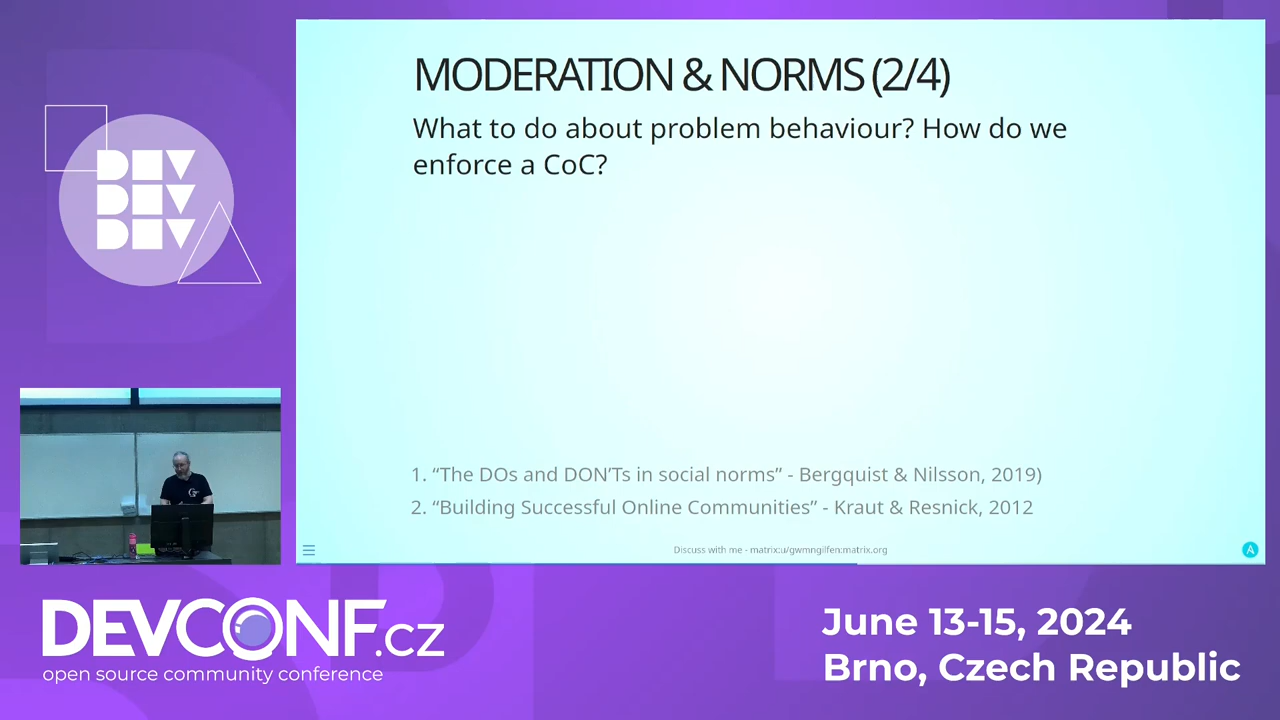 MODERATION & NORMS (2/4)
What to do about problem behaviour? How do we
enforce a CoC?
1. “The DOs and DON’Ts in social norms” - Bergquist & Nilsson, 2019)
2. “Building Successful Online Communities” - Kraut & Resnick, 2012
Discuss with me - matrix:u/gwmngilfen:matrix.org
A
DEV
DEV
DEV
DEVCONF.cz
open source community conference
June 13-15, 2024
Brno, Czech Republic